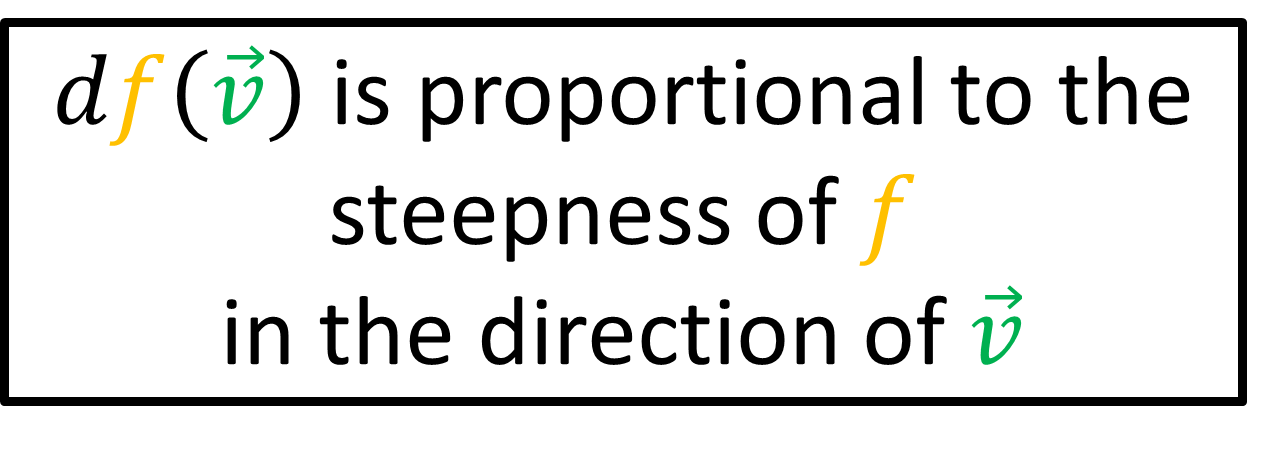 𝑑𝑓(𝑣⃗) is proportional to the
steepness of 𝑓
in the direction of 𝑣⃗